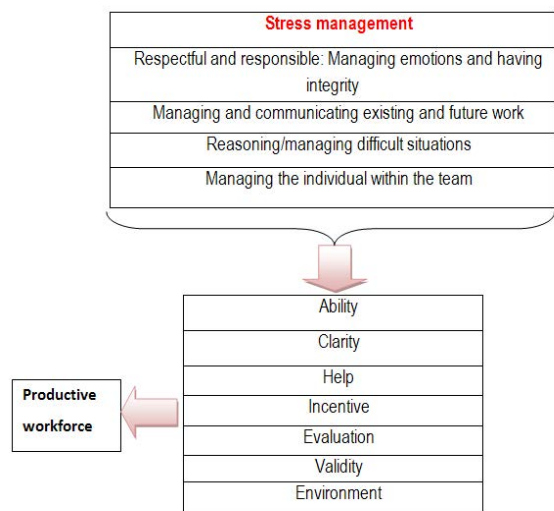 Stress management
Respectful and responsible: Managing emotions and having
integrity
Managing and communicating existing and future work
Reasoning/managing difficult situations
Managing the individual within the team
Ability
Clarity
Help
Incentive
Evaluation
Validity
Environment
Productive
workforce